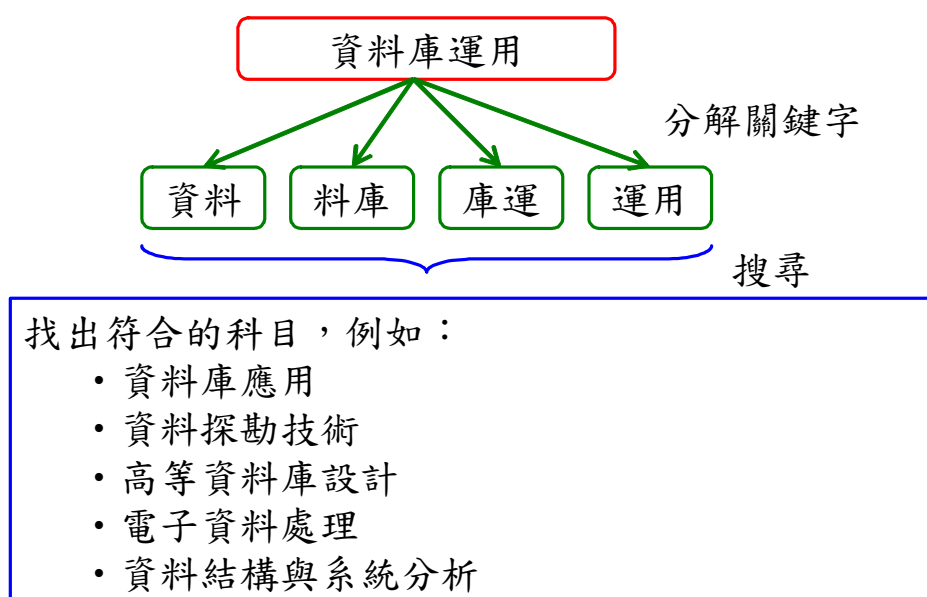 資料庫運用
分解關鍵字
資料 料庫 庫運 運用
搜尋
找出符合的科目，例如：
・資料庫應用
・資料探勘技術
・高等資料庫設計
・電子資料處理
・資料結構與系統分析